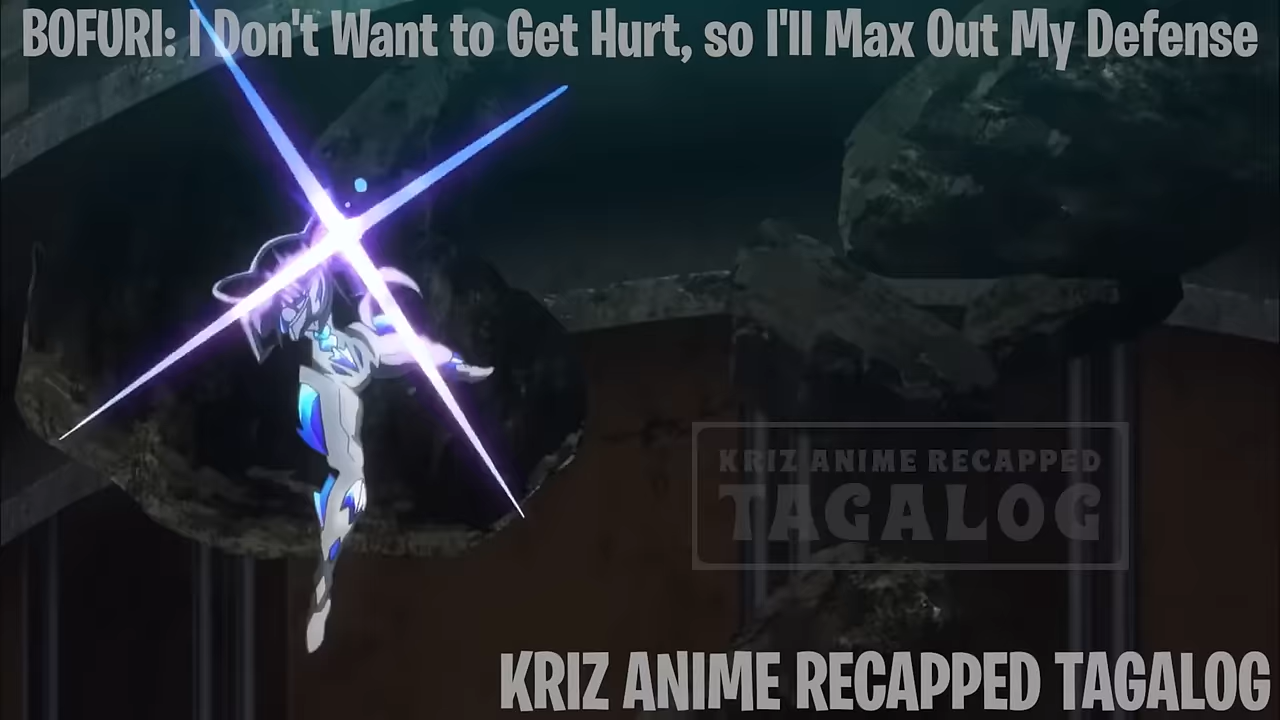 BOFURI: I Don't Want to Get Hurt, so I'll Max Out My Defense
KRIZ ANIME RECAPPED
TAGALOG
KRIZ ANIME RECAPPED TAGALOG